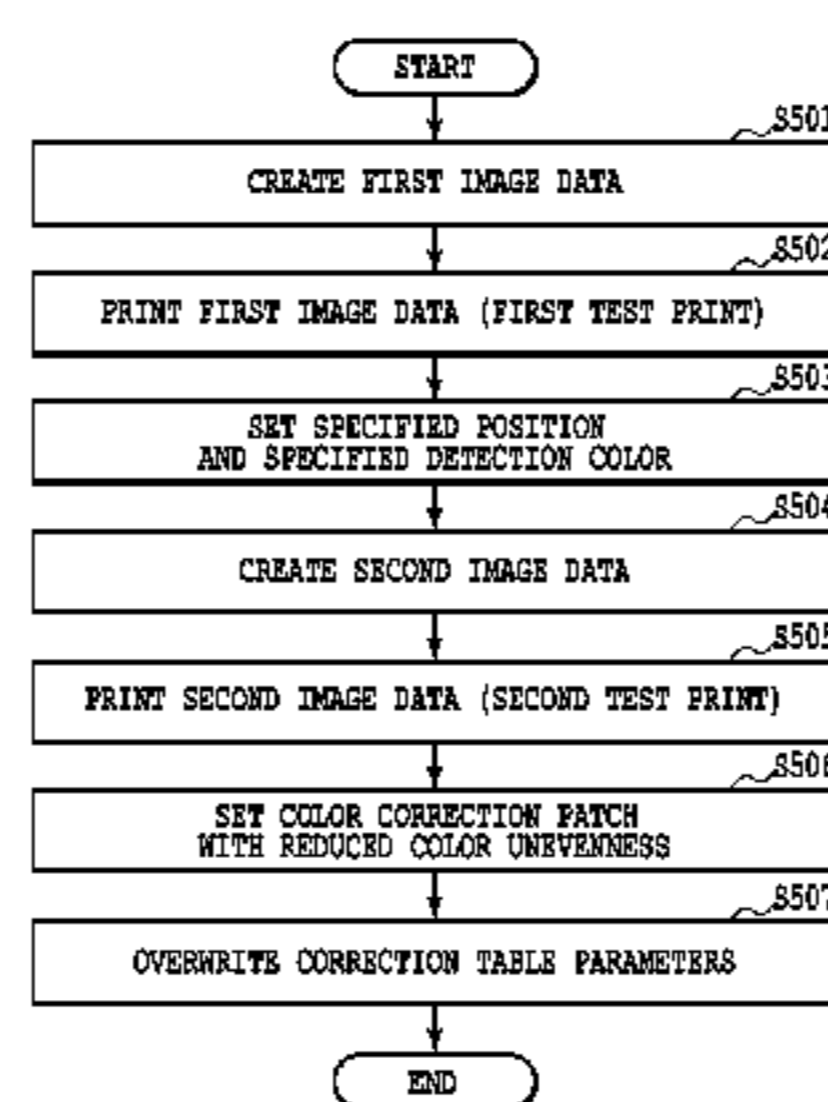 START
S501
CREATE FIRST IMAGE DATA
S502
PRINT FIRST IMAGE DATA (FIRST TEST PRINT)
S503
SET SPECIFIED POSITION
AND SPECIFIED DETECTION COLOR
S504
CREATE SECOND IMAGE DATA
S505
PRINT SECOND IMAGE DATA (SECOND TEST PRINT)
S506
SET COLOR CORRECTION PATCH
WITH REDUCED COLOR UNEVENNESS
S507
OVERWRITE CORRECTION TABLE PARAMETERS
END